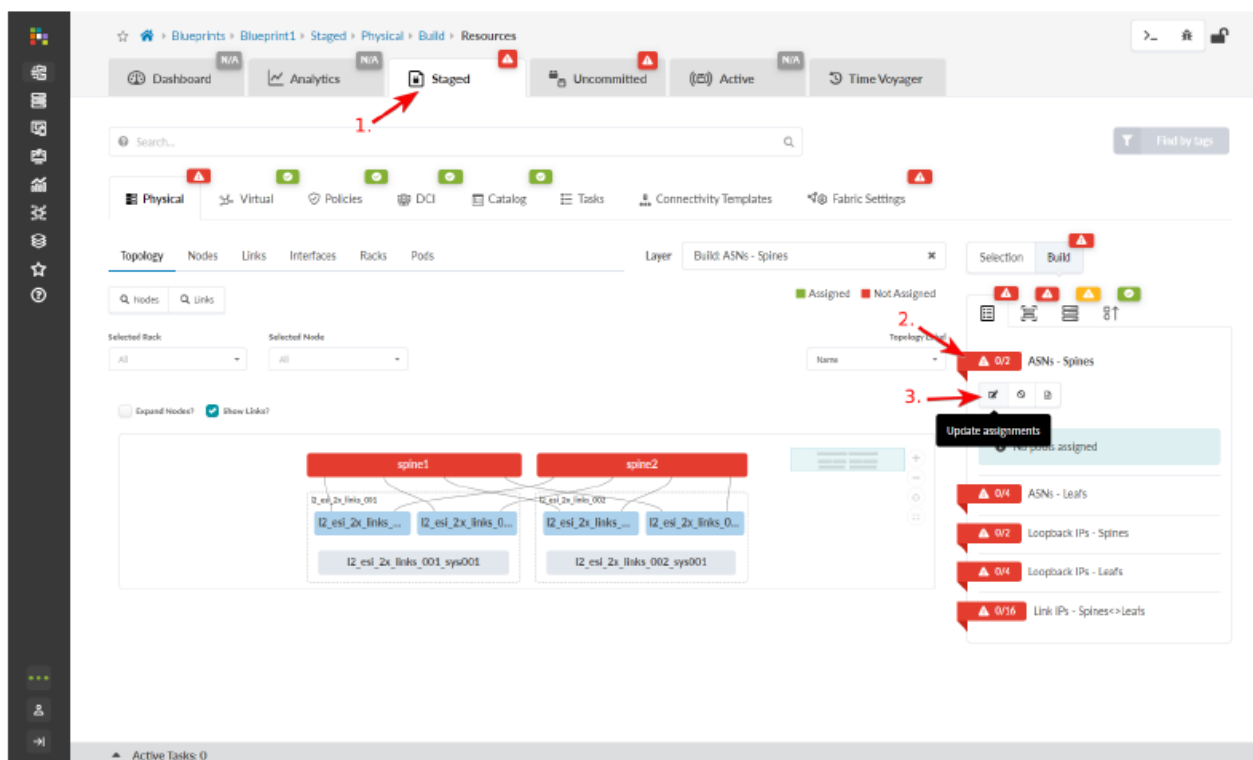 Blueprints › Blueprint1 › Staged › Physical › Build › Resources
Dashboard N/A Analytics N/A Staged Uncommitted Active N/A Time Voyager
1.
Search...
Find by tags
Physical Virtual Policies DCI Catalog Tasks Connectivity Templates Fabric Settings
Topology Nodes Links Interfaces Racks Pods Layer Build: ASNs - Spines
Selection Build
Nodes Links
Assigned Not Assigned
2.
Selected Rack Selected Node Topology Label
All All Name
0/2 ASNs - Spines
3.
Expand Nodes? Show Links?
Update assignments
No pools assigned
spine1 spine2
l2_esi_2x_links_001 l2_esi_2x_links_002
l2_esi_2x_links_... l2_esi_2x_links_0... l2_esi_2x_links_... l2_esi_2x_links_0...
l2_esi_2x_links_001_sys001 l2_esi_2x_links_002_sys001
0/4 ASNs - Leafs
0/2 Loopback IPs - Spines
0/4 Loopback IPs - Leafs
0/16 Link IPs - Spines<>Leafs
Active Tasks: 0